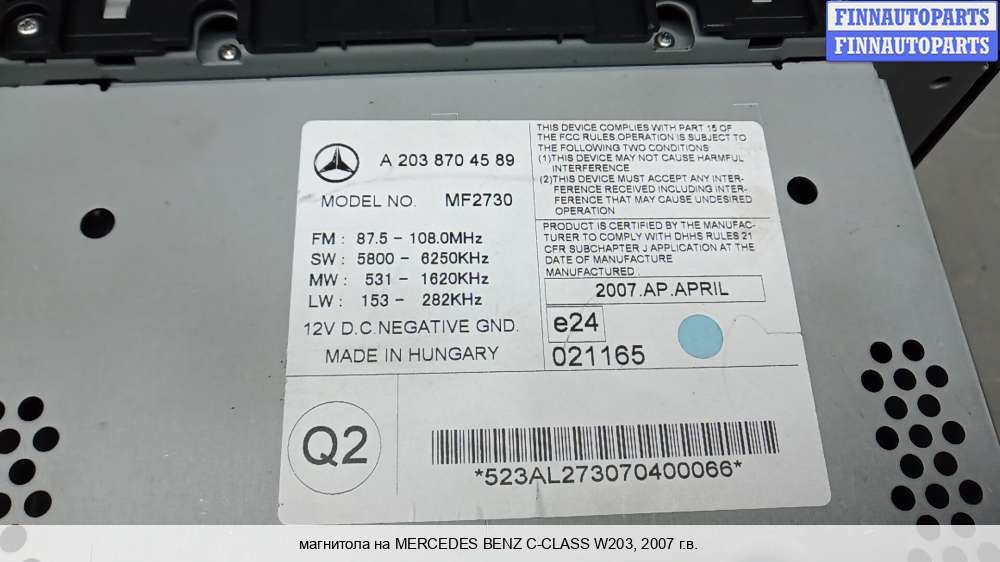 FINNAUTOPARTS
FINNAUTOPARTS
A 203 870 45 89
MODEL NO. MF2730
FM : 87.5 - 108.0MHz
SW : 5800 - 6250KHz
MW : 531 - 1620KHz
LW : 153 - 282KHz
12V D.C.NEGATIVE GND.
MADE IN HUNGARY
THIS DEVICE COMPLIES WITH PART 15 OF
THE FCC RULES OPERATION IS SUBJECT TO
THE FOLLOWING TWO CONDITIONS
(1)THIS DEVICE MAY NOT CAUSE HARMFUL
INTERFERENCE
(2)THIS DEVICE MUST ACCEPT ANY INTER-
FERENCE RECEIVED INCLUDING INTER-
FERENCE THAT MAY CAUSE UNDESIRED
OPERATION
PRODUCT IS CERTIFIED BY THE MANUFAC-
TURER TO COMPLY WITH DHHS RULES 21
CFR SUBCHAPTER J APPLICATION AT THE
DATE OF MANUFACTURE
MANUFACTURED
2007.AP.APRIL
e24
021165
Q2
*523AL273070400066*
магнитола на MERCEDES BENZ C-CLASS W203, 2007 г.в.